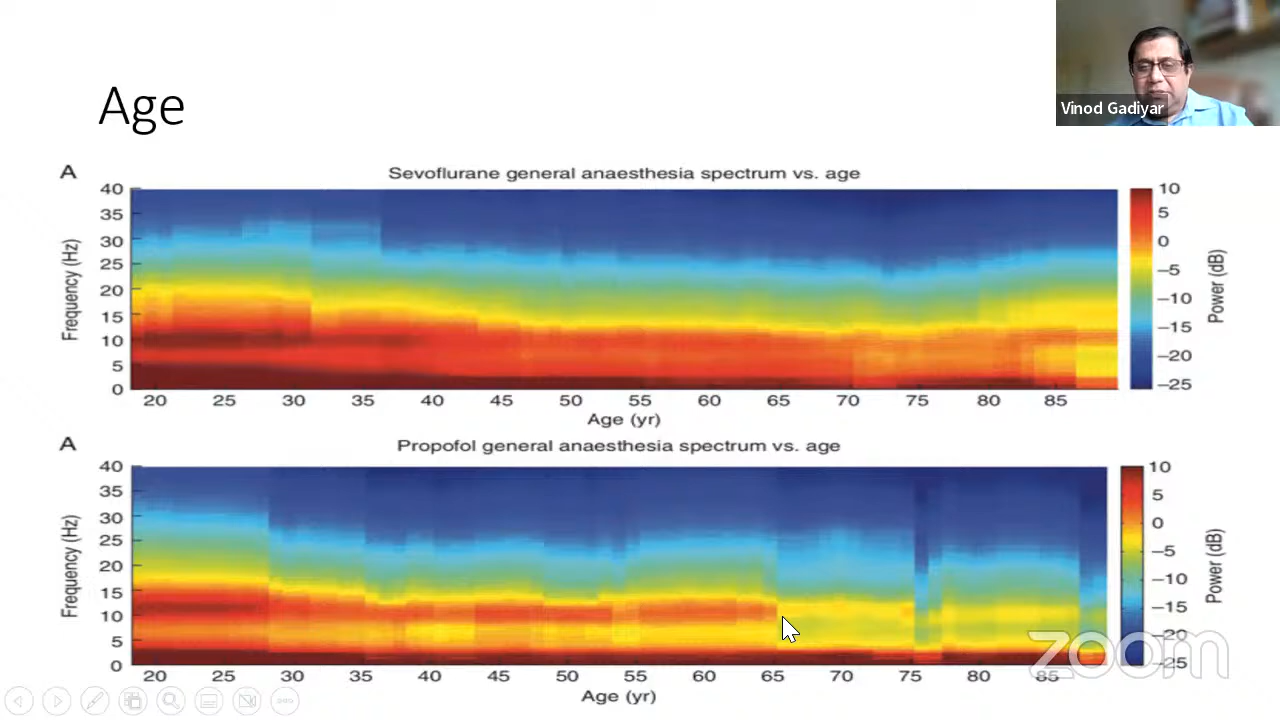 Vinod Gadiyar
Age
A
Sevoflurane general anaesthesia spectrum vs. age
40
35
30
25
20
15
10
5
0
Frequency (Hz)
20 25 30 35 40 45 50 55 60 65 70 75 80 85
Age (yr)
10
5
0
−5
−10
−15
−20
−25
Power (dB)
A
Propofol general anaesthesia spectrum vs. age
40
35
30
25
20
15
10
5
0
Frequency (Hz)
20 25 30 35 40 45 50 55 60 65 70 75 80 85
Age (yr)
10
5
0
−5
−10
−15
−20
−25
Power (dB)
zoom